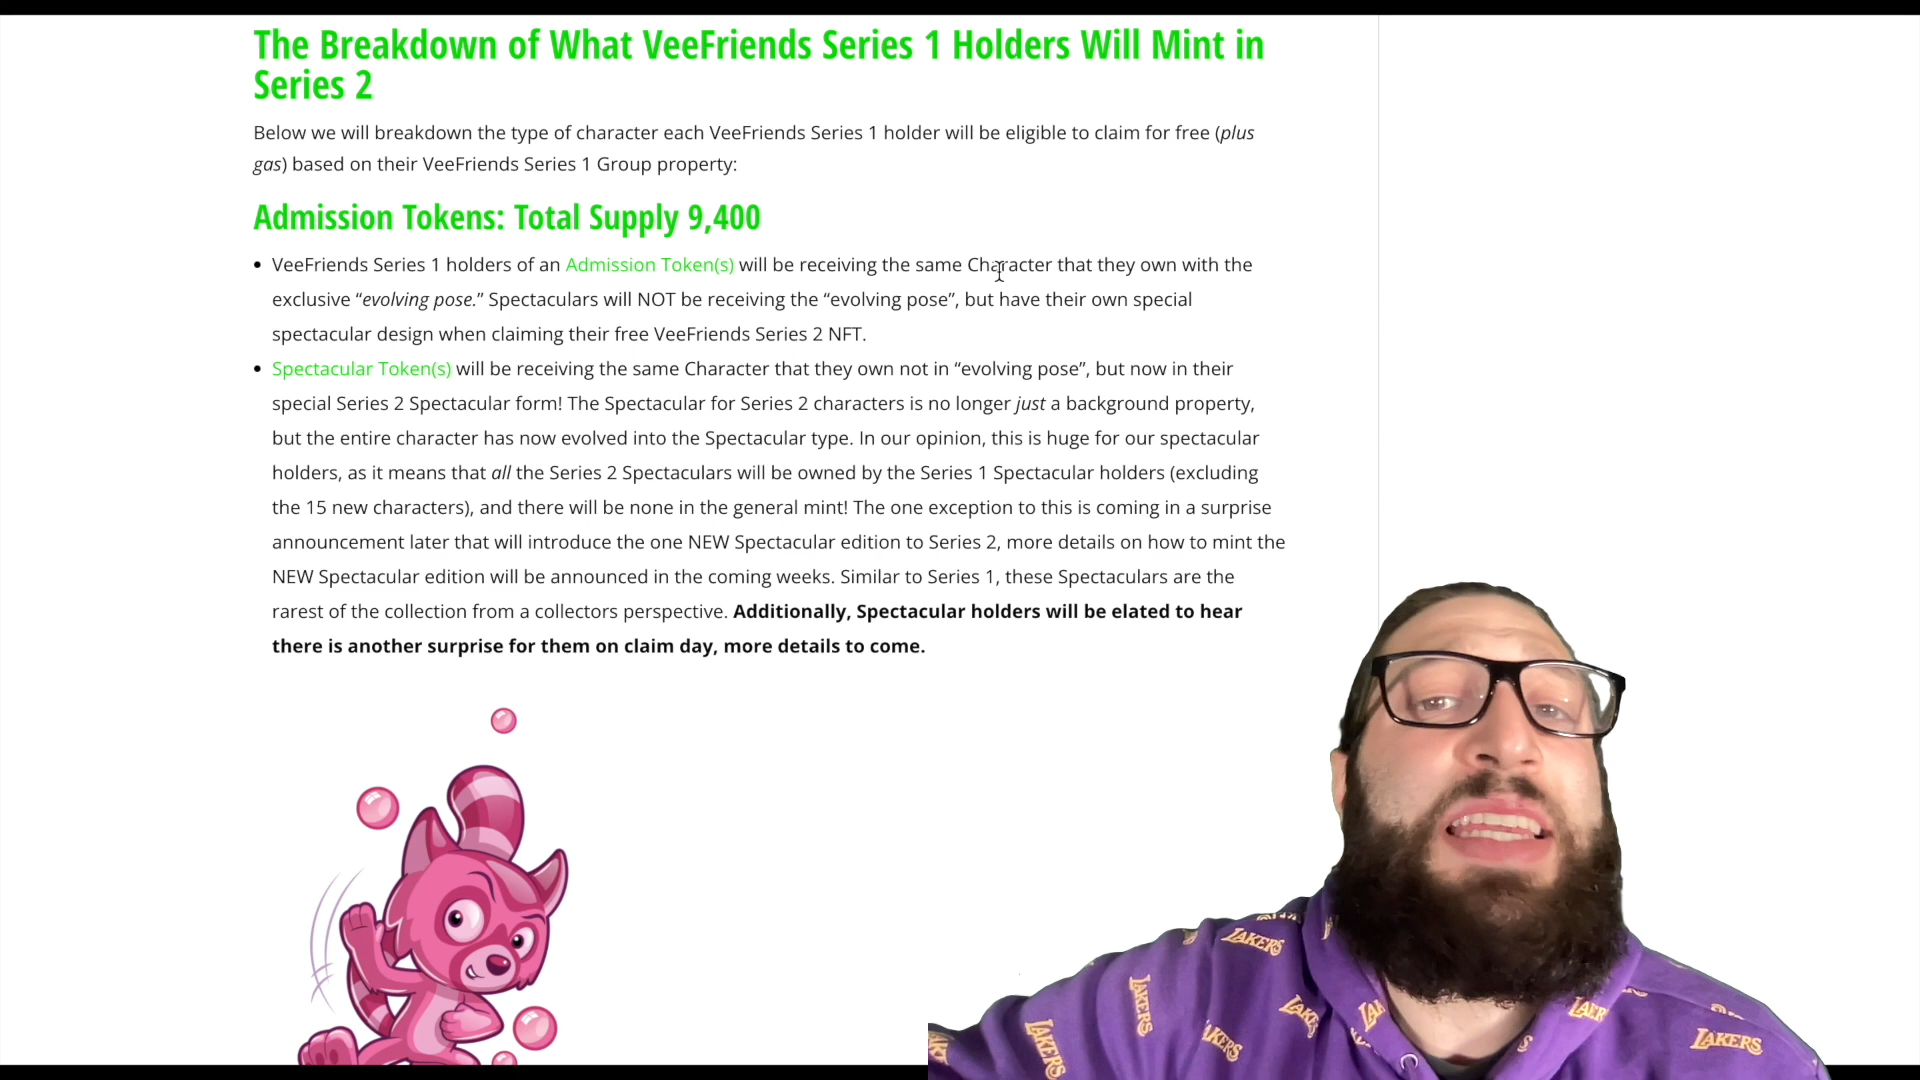 The Breakdown of What VeeFriends Series 1 Holders Will Mint in
Series 2
Below we will breakdown the type of character each VeeFriends Series 1 holder will be eligible to claim for free (plus
gas) based on their VeeFriends Series 1 Group property:
Admission Tokens: Total Supply 9,400
• VeeFriends Series 1 holders of an Admission Token(s) will be receiving the same Character that they own with the
exclusive “evolving pose.” Spectaculars will NOT be receiving the “evolving pose”, but have their own special
spectacular design when claiming their free VeeFriends Series 2 NFT.
• Spectacular Token(s) will be receiving the same Character that they own not in “evolving pose”, but now in their
special Series 2 Spectacular form! The Spectacular for Series 2 characters is no longer just a background property,
but the entire character has now evolved into the Spectacular type. In our opinion, this is huge for our spectacular
holders, as it means that all the Series 2 Spectaculars will be owned by the Series 1 Spectacular holders (excluding
the 15 new characters), and there will be none in the general mint! The one exception to this is coming in a surprise
announcement later that will introduce the one NEW Spectacular edition to Series 2, more details on how to mint the
NEW Spectacular edition will be announced in the coming weeks. Similar to Series 1, these Spectaculars are the
rarest of the collection from a collectors perspective. Additionally, Spectacular holders will be elated to hear
there is another surprise for them on claim day, more details to come.
LAKERS
LAKERS
LAKERS
LAKERS
LAKERS